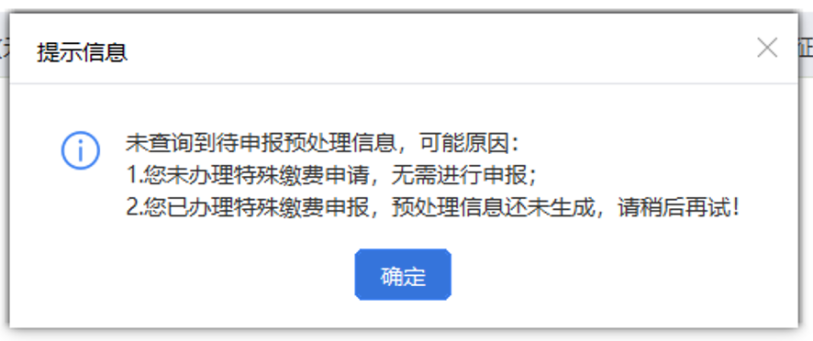 提示信息
未查询到待申报预处理信息，可能原因：
1.您未办理特殊缴费申请，无需进行申报；
2.您已办理特殊缴费申报，预处理信息还未生成，请稍后再试！
确定